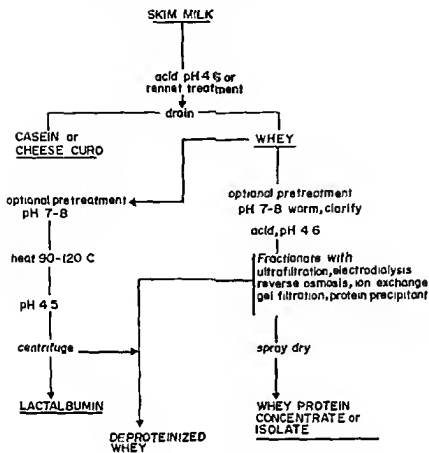 SKIM MILK
acid pH 4 6 or
rennet treatment
drain
CASEIN or
CHEESE CURD
WHEY
optional pretreatment
pH 7-8
optional pretreatment
pH 7-8 warm, clarify
acid, pH 4 6
heat 90-120 C
Fractionate with
ultrafiltration, electrodialysis
reverse osmosis, ion exchange
gel filtration, protein precipitant
pH 4 5
centrifuge
spray dry
LACTALBUMIN
DEPROTEINIZED
WHEY
WHEY PROTEIN
CONCENTRATE or
ISOLATE